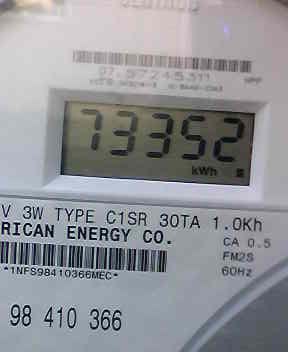 73352
kWh
V 3W TYPE C1SR 30TA 1.0Kh
RICAN ENERGY CO.
CA 0.5
FM2S
60Hz
*1NFS98410366MEC*
98 410 366